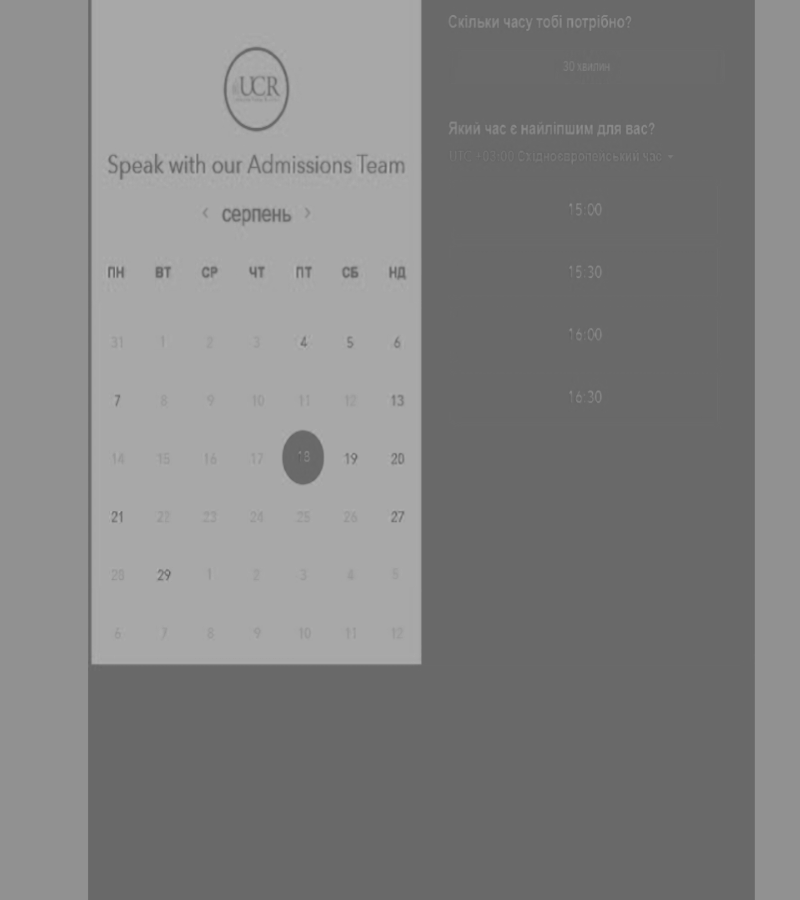 UCR
Speak with our Admissions Team
‹ серпень ›
ПН ВТ СР ЧТ ПТ СБ НД
31 1 2 3 4 5 6
7 8 9 10 11 12 13
14 15 16 17 18 19 20
21 22 23 24 25 26 27
28 29 1 2 3 4 5
6 7 8 9 10 11 12
Скільки часу тобі потрібно?
30 хвилин
Який час є найліпшим для вас?
UTC +03:00 Східноєвропейський час
15:00
15:30
16:00
16:30